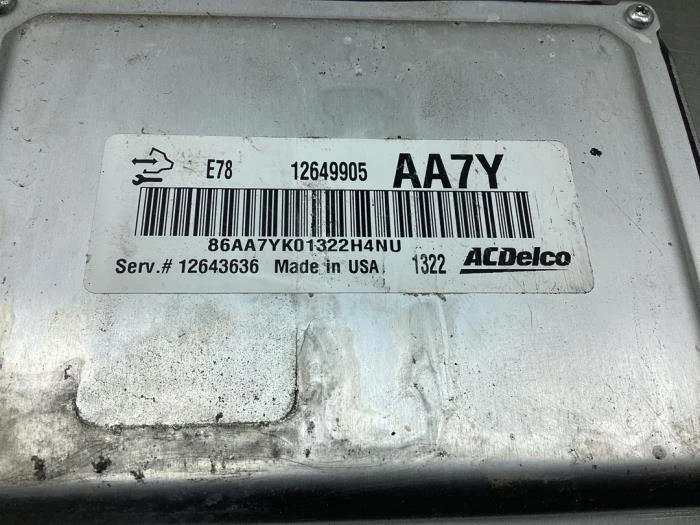 E78 12649905 AA7Y
86AA7YK01322H4NU
Serv.# 12643636 Made in USA 1322 ACDelco